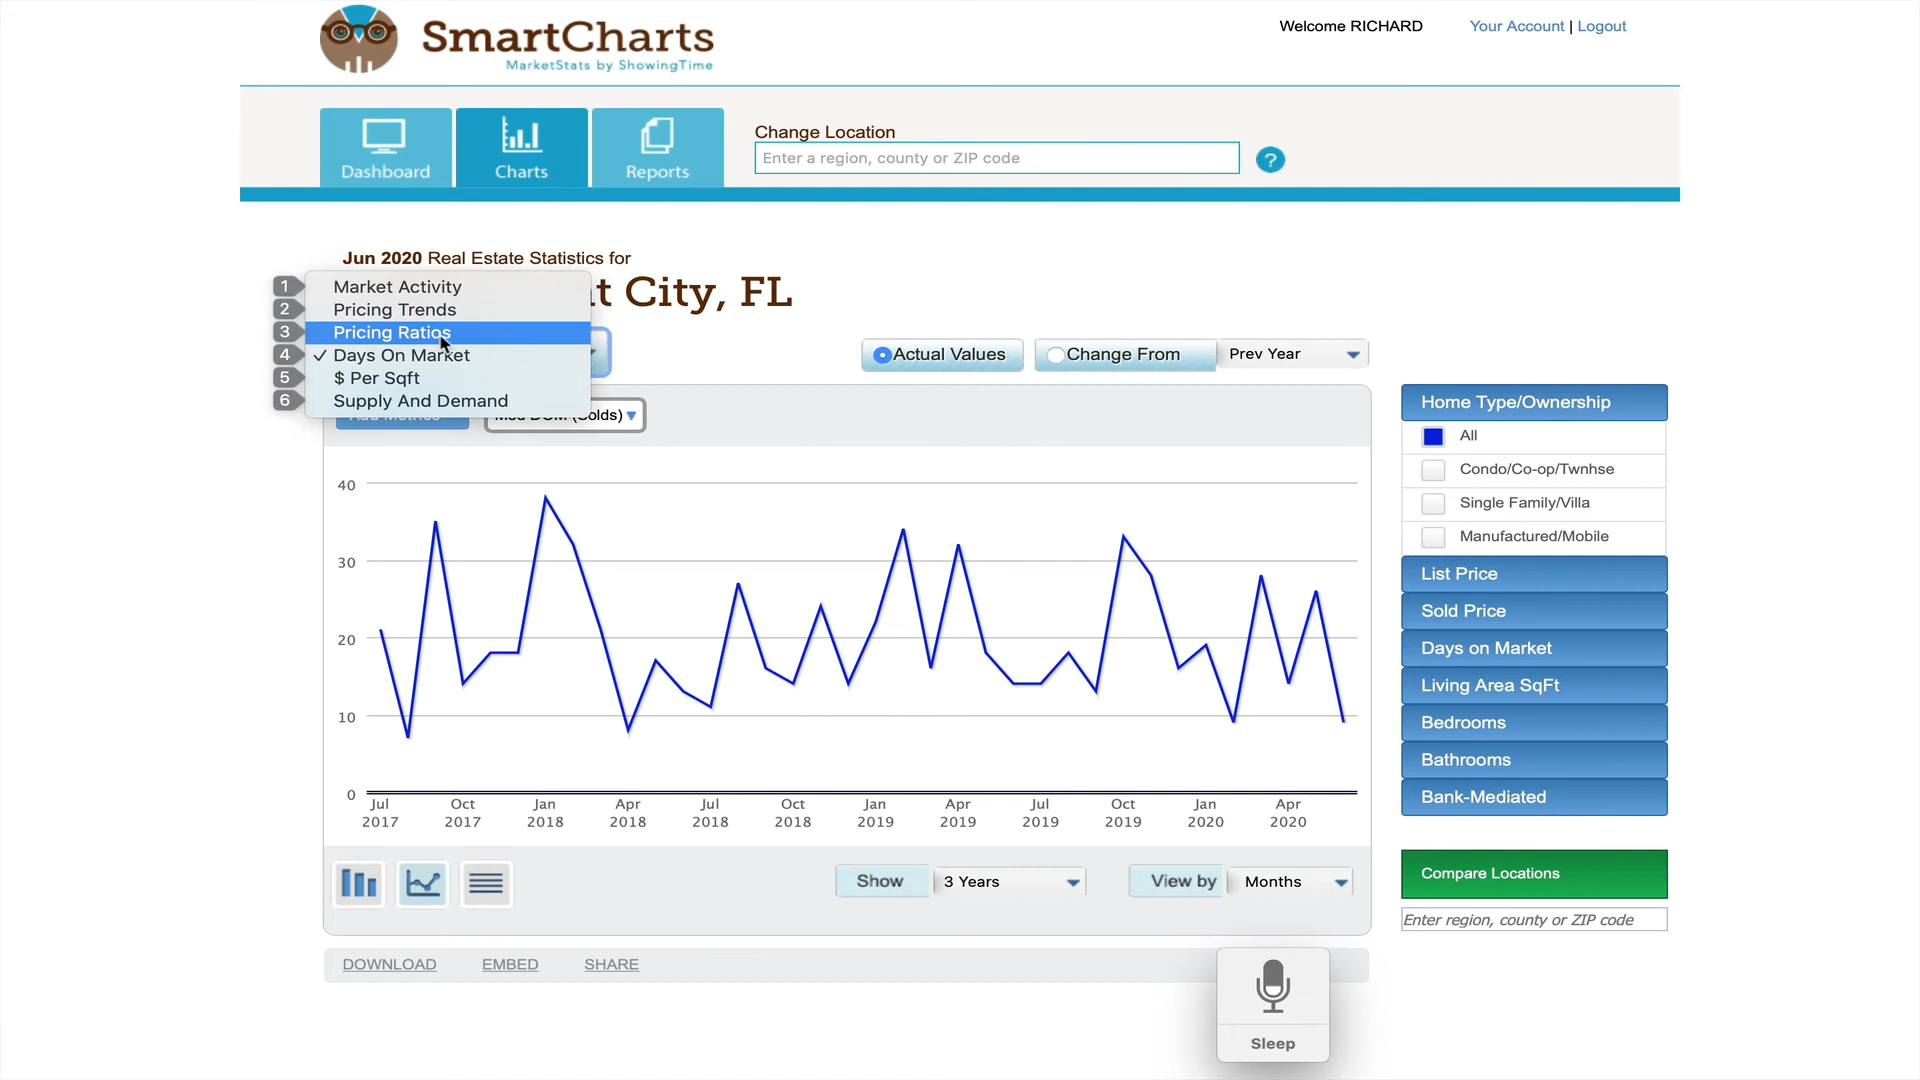 SmartCharts
MarketStats by ShowingTime
Welcome RICHARD
Your Account | Logout
Dashboard
Charts
Reports
Change Location
Enter a region, county or ZIP code
?
Jun 2020 Real Estate Statistics for
City, FL
1 Market Activity
2 Pricing Trends
3 Pricing Ratios
4 ✓ Days On Market
5 $ Per Sqft
6 Supply And Demand
Actual Values
Change From
Prev Year
Med DOM (Solds)
40
30
20
10
0
Jul 2017
Oct 2017
Jan 2018
Apr 2018
Jul 2018
Oct 2018
Jan 2019
Apr 2019
Jul 2019
Oct 2019
Jan 2020
Apr 2020
Show
3 Years
View by
Months
DOWNLOAD
EMBED
SHARE
Home Type/Ownership
All
Condo/Co-op/Twnhse
Single Family/Villa
Manufactured/Mobile
List Price
Sold Price
Days on Market
Living Area SqFt
Bedrooms
Bathrooms
Bank-Mediated
Compare Locations
Enter region, county or ZIP code
Sleep